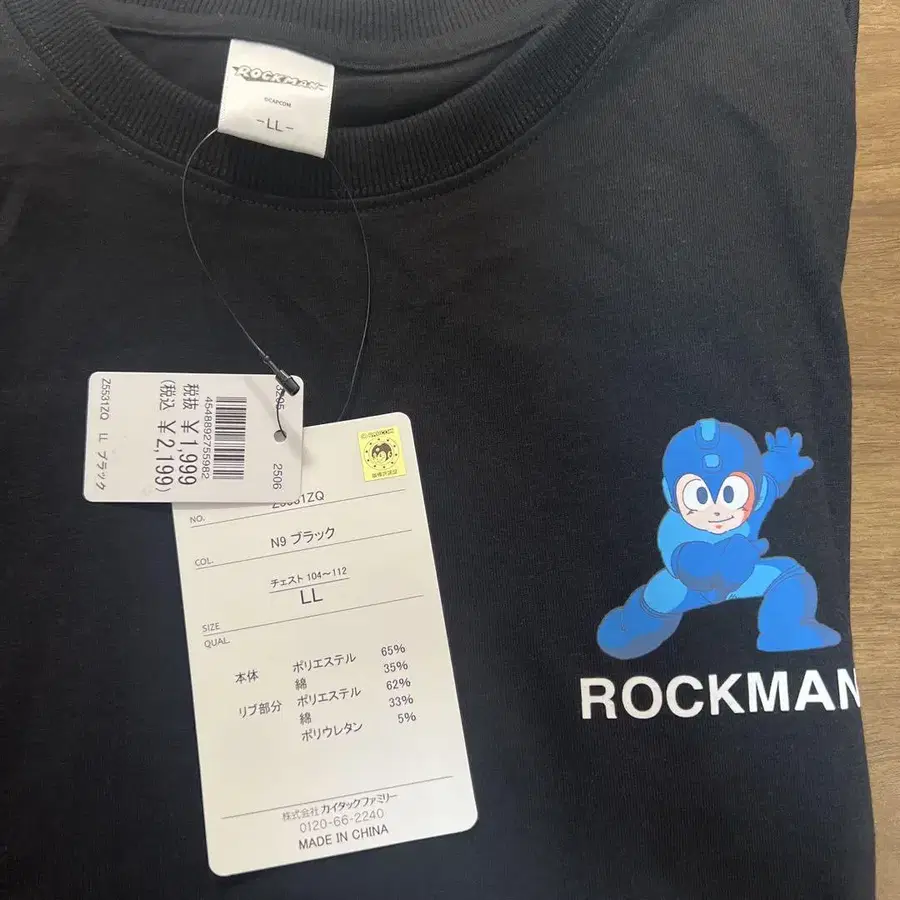 ROCKMAN
©CAPCOM
-LL-
Z5531ZQ LL ブラック
税抜 ¥1,999
(税込 ¥2,199)
4548892755982
2506
NO.
COL.
N9 ブラック
チェスト 104〜112
LL
SIZE
QUAL.
本体 ポリエステル 65%
綿 35%
リブ部分 ポリエステル 62%
綿 33%
ポリウレタン 5%
株式会社 カイタックファミリー
0120-66-2240
MADE IN CHINA
ROCKMAN